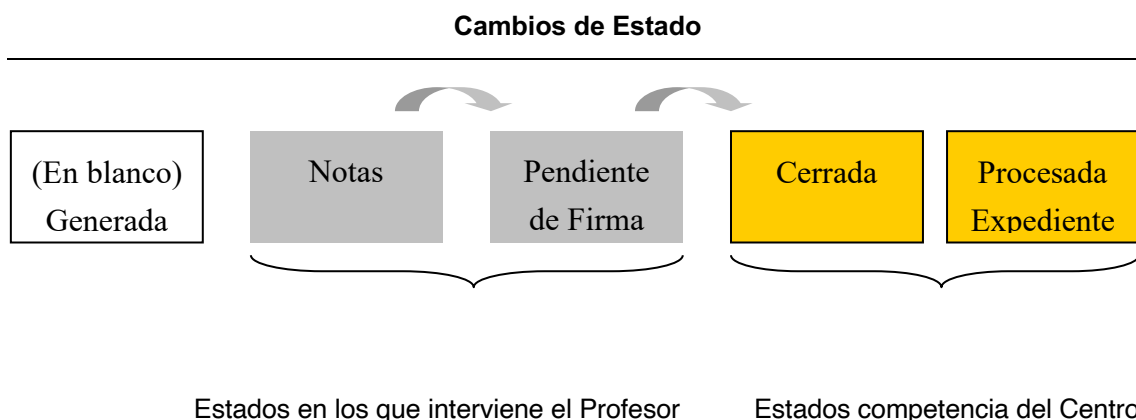 Cambios de Estado
(En blanco)
Generada
Notas
Pendiente
de Firma
Cerrada
Procesada
Expediente
Estados en los que interviene el Profesor
Estados competencia del Centro